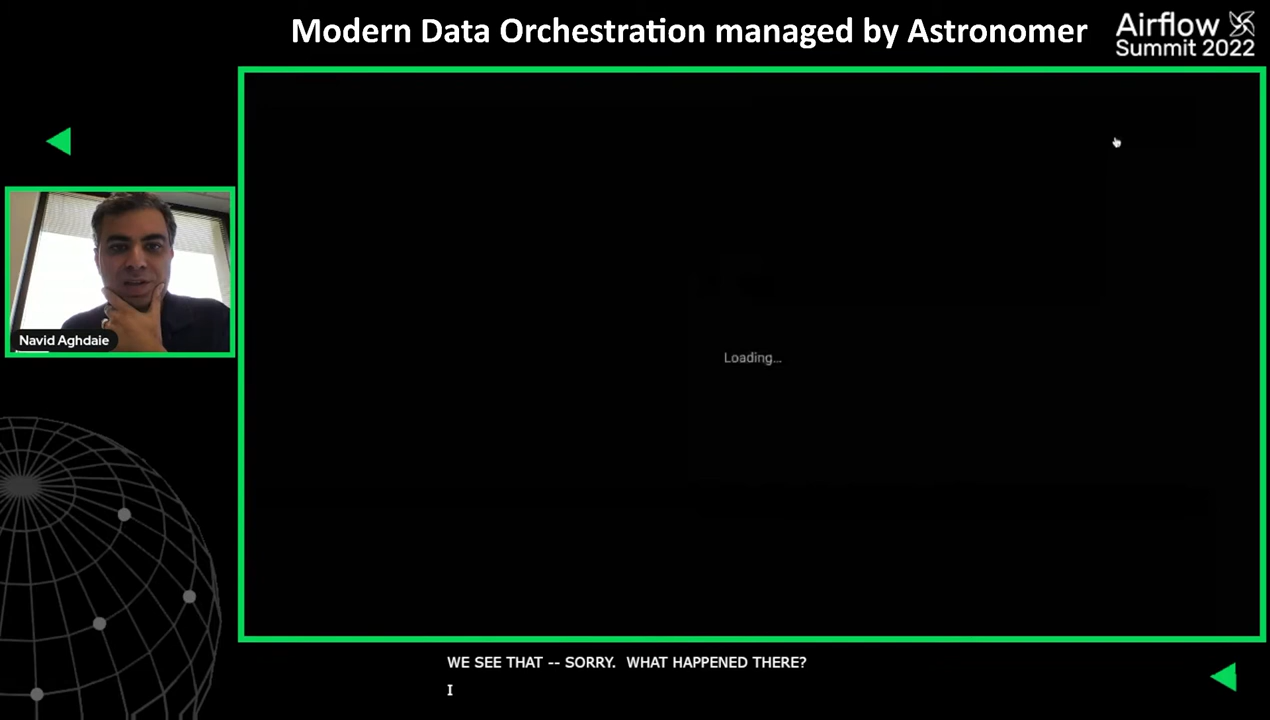 Modern Data Orchestration managed by Astronomer
Airflow
Summit 2022
Navid Aghdaie
Loading...
WE SEE THAT -- SORRY. WHAT HAPPENED THERE?
I